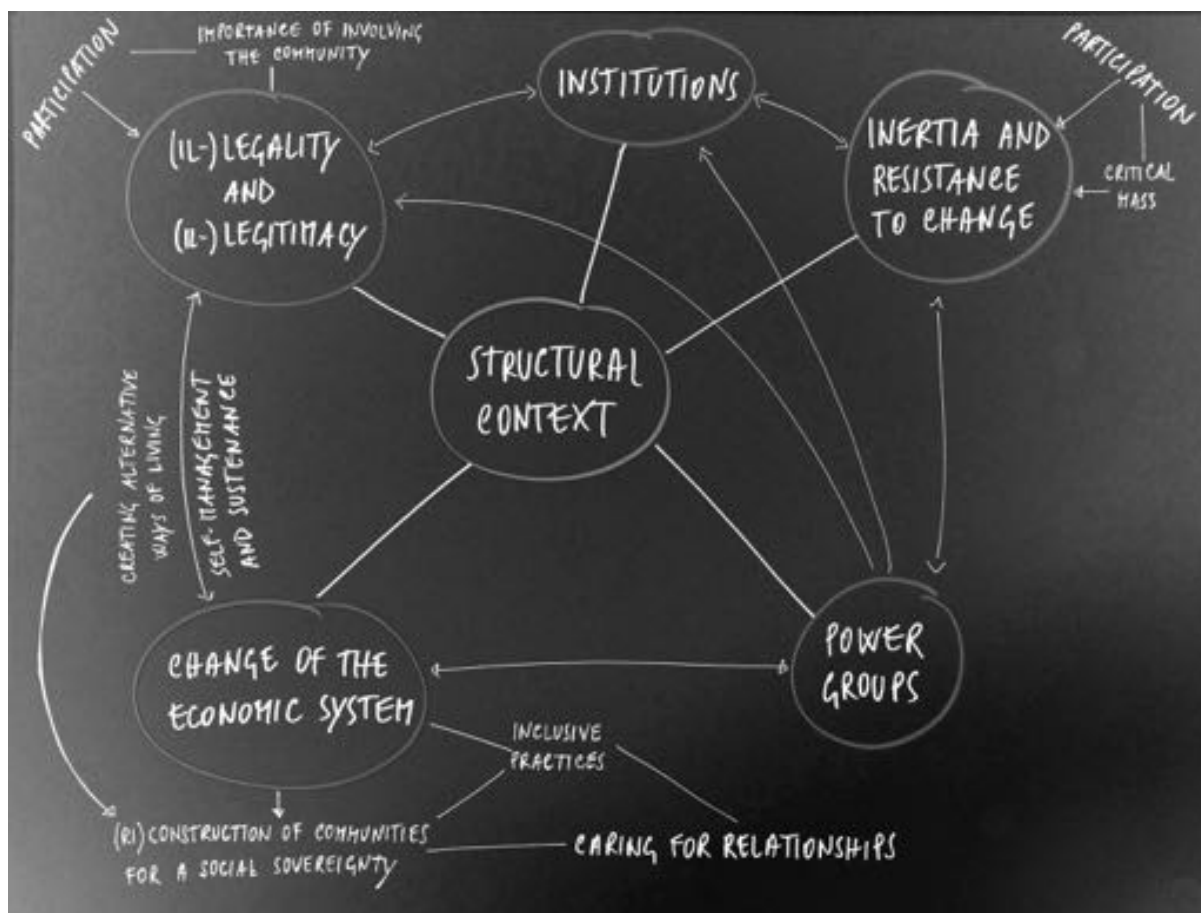 PARTICIPATION
IMPORTANCE OF INVOLVING
THE COMMUNITY
INSTITUTIONS
PARTICIPATION
(IL-) LEGALITY
AND
(IL-) LEGITIMACY
INERTIA AND
RESISTANCE
TO CHANGE
CRITICAL
MASS
STRUCTURAL
CONTEXT
CREATING ALTERNATIVE
WAYS OF LIVING
SELF-MANAGEMENT
AND SUSTENANCE
CHANGE OF THE
ECONOMIC SYSTEM
POWER
GROUPS
INCLUSIVE
PRACTICES
(RI) CONSTRUCTION OF COMMUNITIES
FOR A SOCIAL SOVEREIGNTY
CARING FOR RELATIONSHIPS